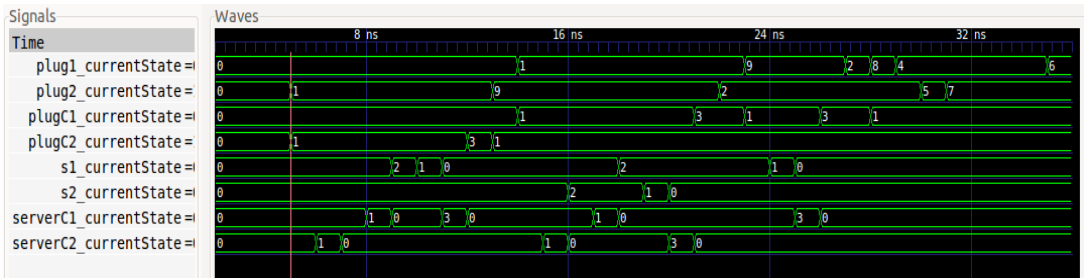 Signals
Waves
Time
8 ns 16 ns 24 ns 32 ns
plug1_currentState= 0 1 9 2 8 4 6
plug2_currentState= 0 1 9 2 5 7
plugC1_currentState= 0 1 3 1 3 1
plugC2_currentState= 0 1 3 1
s1_currentState= 0 2 1 0 2 1 0
s2_currentState= 0 2 1 0
serverC1_currentState= 0 1 0 3 0 1 0 3 0
serverC2_currentState= 0 1 0 1 0 3 0